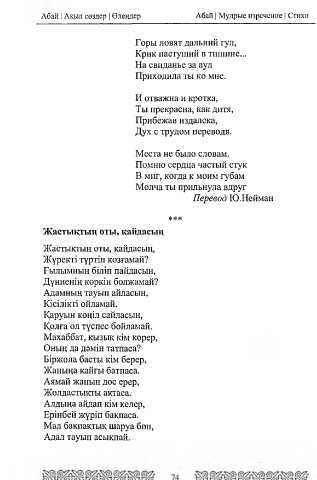 Абай | Ақыл сөздер | Өлеңдер
Абай | Мудрые изречение | Стихи
Горы ловят дальний гул,
Крик пастуший в тишине...
На свиданье за аул
Приходила ты ко мне.
И отважна и кротка,
Ты прекрасна, как дитя,
Прибежав издалека,
Дух с трудом переводя.
Места не было словам.
Помню сердца частый стук
В миг, когда к моим губам
Молча ты прильнула вдруг
Перевод Ю.Нейман
***
Жастықтың оты, қайдасың
Жастықтың оты, қайдасың,
Жүректі түртіп қозғамай?
Ғылымның біліп пайдасын,
Дүниенің көркін болжамай?
Адамның тауып айласын,
Кісілікті ойламай.
Қаруын көңіл сайласын,
Қолға ол түспес бойламай.
Махаббат, қызық кім көрер,
Оның да дәмін татпаса?
Біржола басты кім берер,
Жаныңа қайғы батпаса.
Аямай жанын дос ерер,
Жолдастықты ақтаса.
Алдыңа айдап кім келер,
Ерінбей жүріп бақпаса.
Мал бақпақтық шаруа бөн,
Адал тауып асықпай.
74